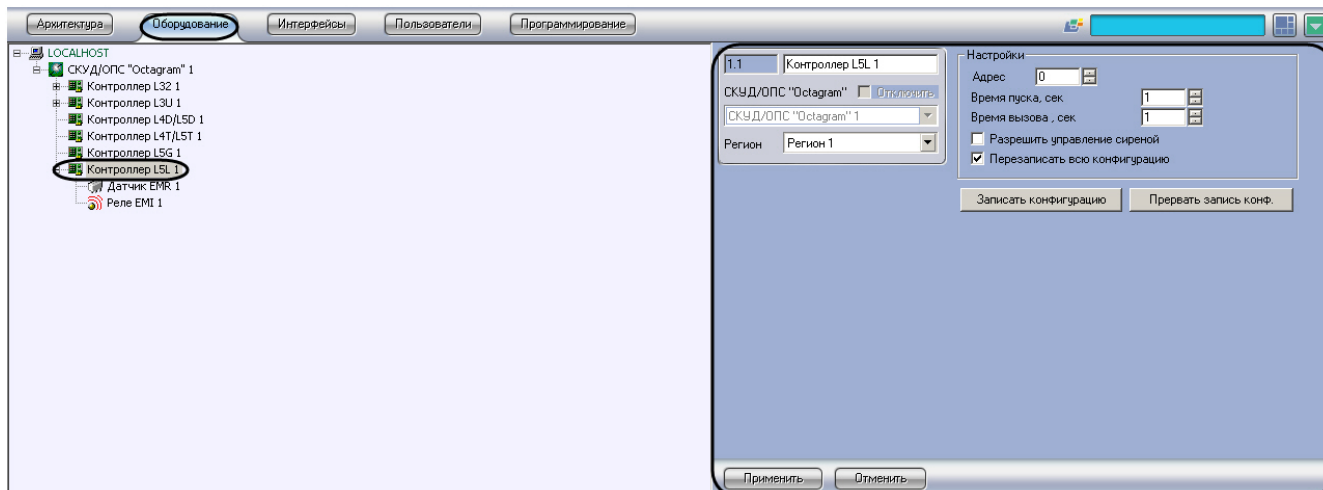 Архитектура Оборудование Интерфейсы Пользователи Программирование
LOCALHOST
СКУД/ОПС "Octagram" 1
Контроллер L32 1
Контроллер L3U 1
Контроллер L4D/L5D 1
Контроллер L4T/L5T 1
Контроллер L5G 1
Контроллер L5L 1
Датчик EMR 1
Реле EMI 1
1.1 Контроллер L5L 1
СКУД/ОПС "Octagram" Отключить
СКУД/ОПС "Octagram" 1
Регион Регион 1
Настройки
Адрес 0
Время пуска, сек 1
Время вызова , сек 1
Разрешить управление сиреной
Перезаписать всю конфигурацию
Записать конфигурацию Прервать запись конф.
Применить Отменить